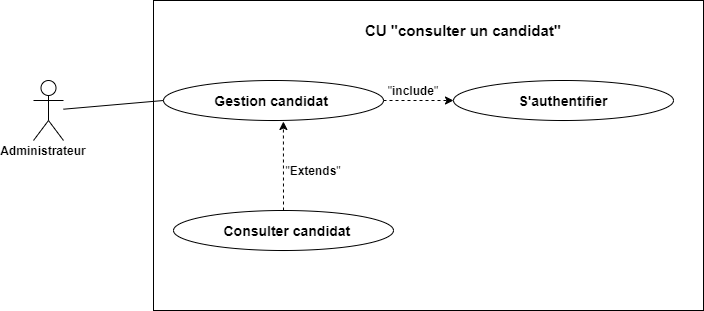 CU "consulter un candidat"
Gestion candidat
"include"
S'authentifier
Administrateur
"Extends"
Consulter candidat